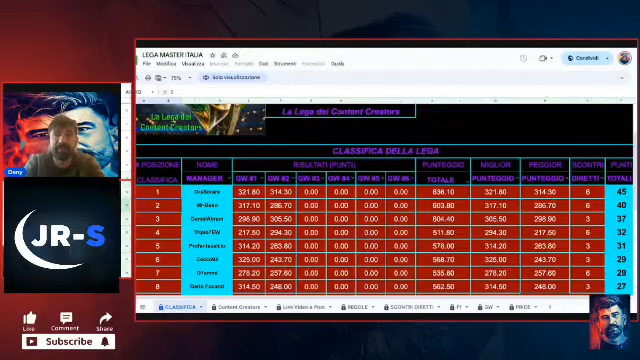 LEGA MASTER ITALIA
File Modifica Visualizza Inserisci Formato Dati Strumenti Estensioni Guida
Condividi
75%
Solo visualizzazione
La Lega dei
Content Creators
La Lega dei Content Creators
CLASSIFICA DELLA LEGA
POSIZIONE NOME RISULTATI (PUNTI) PUNTEGGIO MIGLIOR PEGGIOR SCONTRI PUNTI
CLASSIFICA MANAGER GW #1 GW #2 GW #3 GW #4 GW #5 GW #6 TOTALE PUNTEGGIO PUNTEGGIO DIRETTI TOTALI
1 OraSorare 321.80 314.30 0.00 0.00 0.00 0.00 636.10 321.80 314.30 6 45
2 Mr-Bean 317.10 286.70 0.00 0.00 0.00 0.00 603.80 317.10 286.70 6 40
3 DanielAbram 298.90 305.50 0.00 0.00 0.00 0.00 604.40 305.50 298.90 3 37
4 Triple7EW 217.50 294.30 0.00 0.00 0.00 0.00 511.80 294.30 217.50 6 32
5 Profantacalcio 314.20 263.80 0.00 0.00 0.00 0.00 578.00 314.20 263.80 3 31
6 Cecco93 325.00 243.70 0.00 0.00 0.00 0.00 568.70 325.00 243.70 3 29
7 278.20 257.60 0.00 0.00 0.00 0.00 535.80 278.20 257.60 6 29
8 Dario Focardi 314.50 248.00 0.00 0.00 0.00 0.00 562.50 314.50 248.00 3 27
CLASSIFICA Content Creators Link Video e Post REGOLE SCONTRI DIRETTI F1 GW PRICE
Dany
JR-S
Like Comment Share
Subscribe